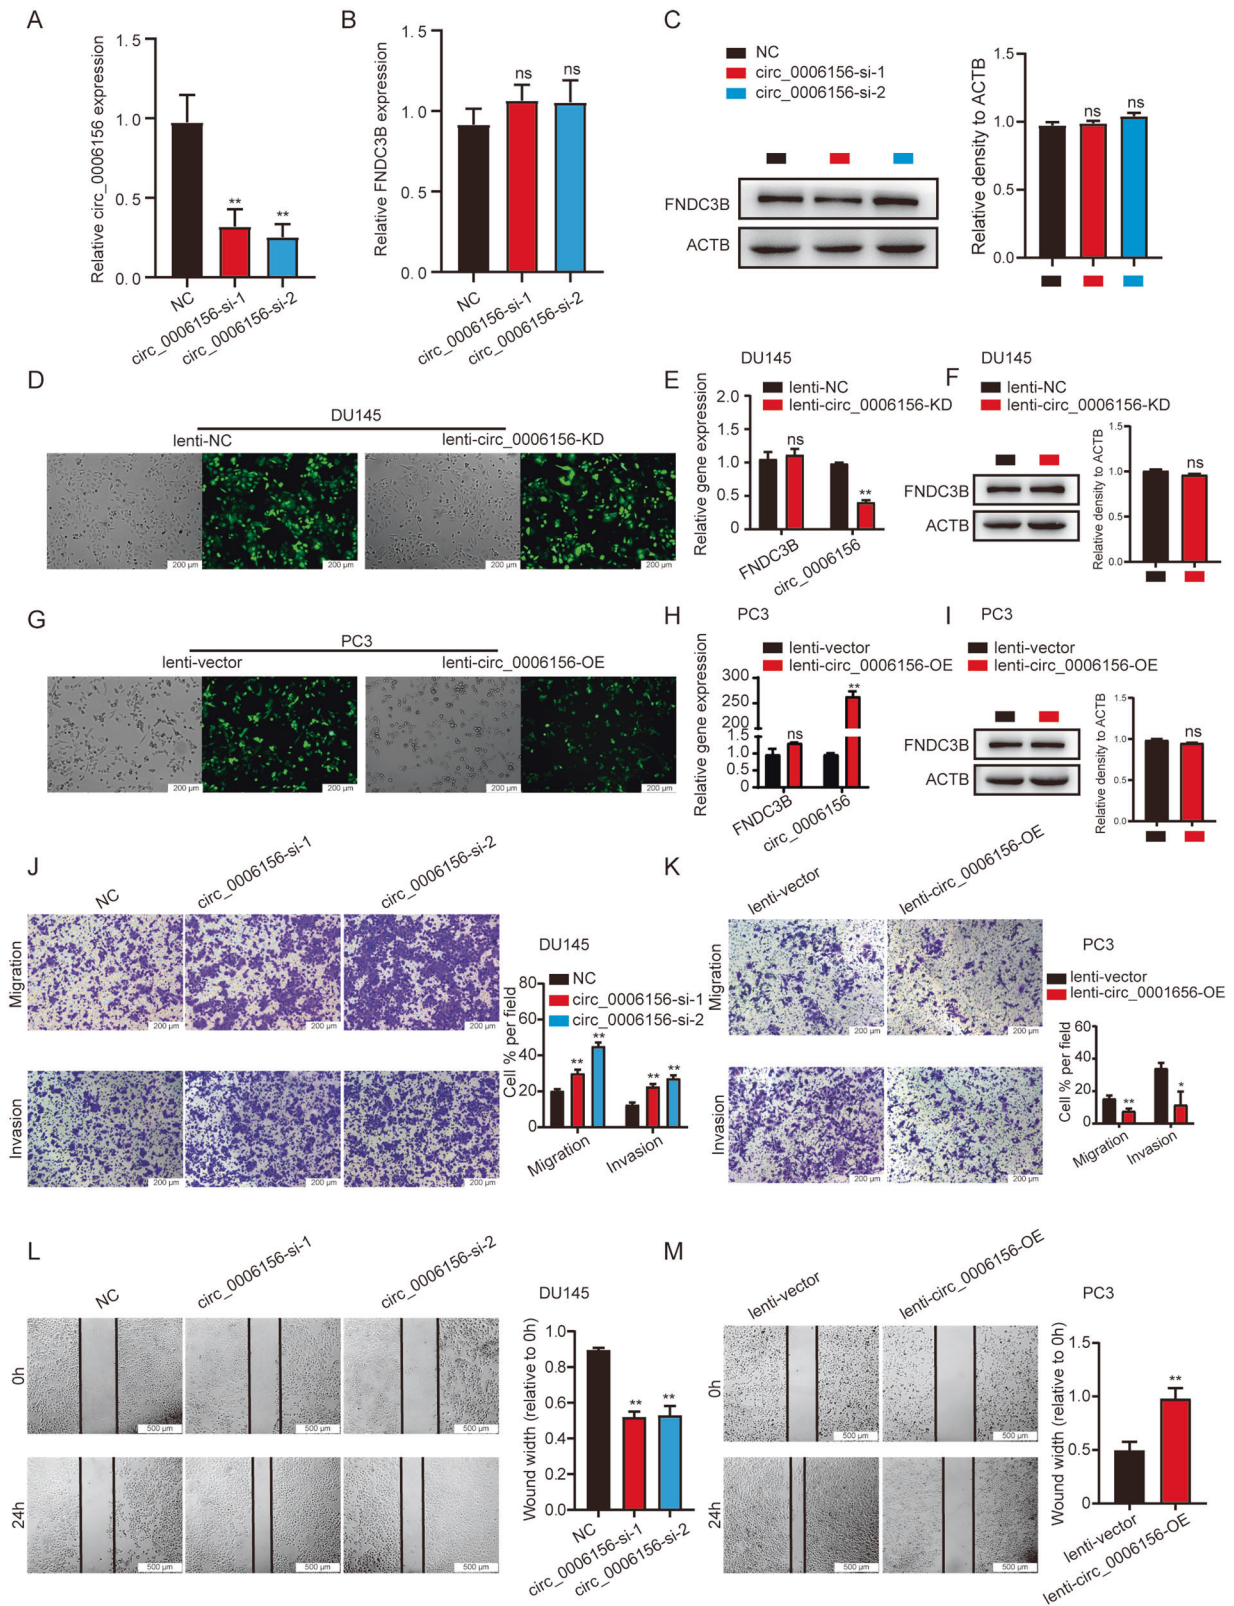 A
Relative circ_0006156 expression
1.5
1.0
0.5
0.0
**
**
NC
circ_0006156-si-1
circ_0006156-si-2
B
Relative FNDC3B expression
1.5
1.0
0.5
0.0
ns
ns
NC
circ_0006156-si-1
circ_0006156-si-2
C
NC
circ_0006156-si-1
circ_0006156-si-2
FNDC3B
ACTB
Relative density to ACTB
1.5
1.0
0.5
0.0
ns
ns
D
DU145
lenti-NC
lenti-circ_0006156-KD
200 μm
200 μm
200 μm
200 μm
E
DU145
lenti-NC
lenti-circ_0006156-KD
Relative gene expression
2.0
1.5
1.0
0.5
0
ns
**
FNDC3B
circ_0006156
F
DU145
lenti-NC
lenti-circ_0006156-KD
FNDC3B
ACTB
Relative density to ACTB
1.5
1.0
0.5
0.0
ns
G
PC3
lenti-vector
lenti-circ_0006156-OE
200 μm
200 μm
200 μm
200 μm
H
PC3
lenti-vector
lenti-circ_0006156-OE
Relative gene expression
300
250
200
1.5
1.0
0.5
0
ns
**
FNDC3B
circ_0006156
I
PC3
lenti-vector
lenti-circ_0006156-OE
FNDC3B
ACTB
Relative density to ACTB
1.5
1.0
0.5
0.0
ns
J
NC
circ_0006156-si-1
circ_0006156-si-2
Migration
200 μm
200 μm
200 μm
Invasion
200 μm
200 μm
200 μm
DU145
NC
circ_0006156-si-1
circ_0006156-si-2
Cell % per field
80
60
40
20
0
**
**
**
**
Migration
Invasion
K
lenti-vector
lenti-circ_0006156-OE
Migration
200 μm
200 μm
Invasion
200 μm
200 μm
PC3
lenti-vector
lenti-circ_0001656-OE
Cell % per field
60
40
20
0
**
*
Migration
Invasion
L
NC
circ_0006156-si-1
circ_0006156-si-2
0h
500 μm
500 μm
500 μm
24h
500 μm
500 μm
500 μm
DU145
Wound width (relative to 0h)
1.0
0.8
0.6
0.4
0.2
0.0
**
**
NC
circ_0006156-si-1
circ_0006156-si-2
M
lenti-vector
lenti-circ_0006156-OE
0h
500 μm
500 μm
24h
500 μm
500 μm
PC3
Wound width (relative to 0h)
1.5
1.0
0.5
0.0
**
lenti-vector
lenti-circ_0006156-OE